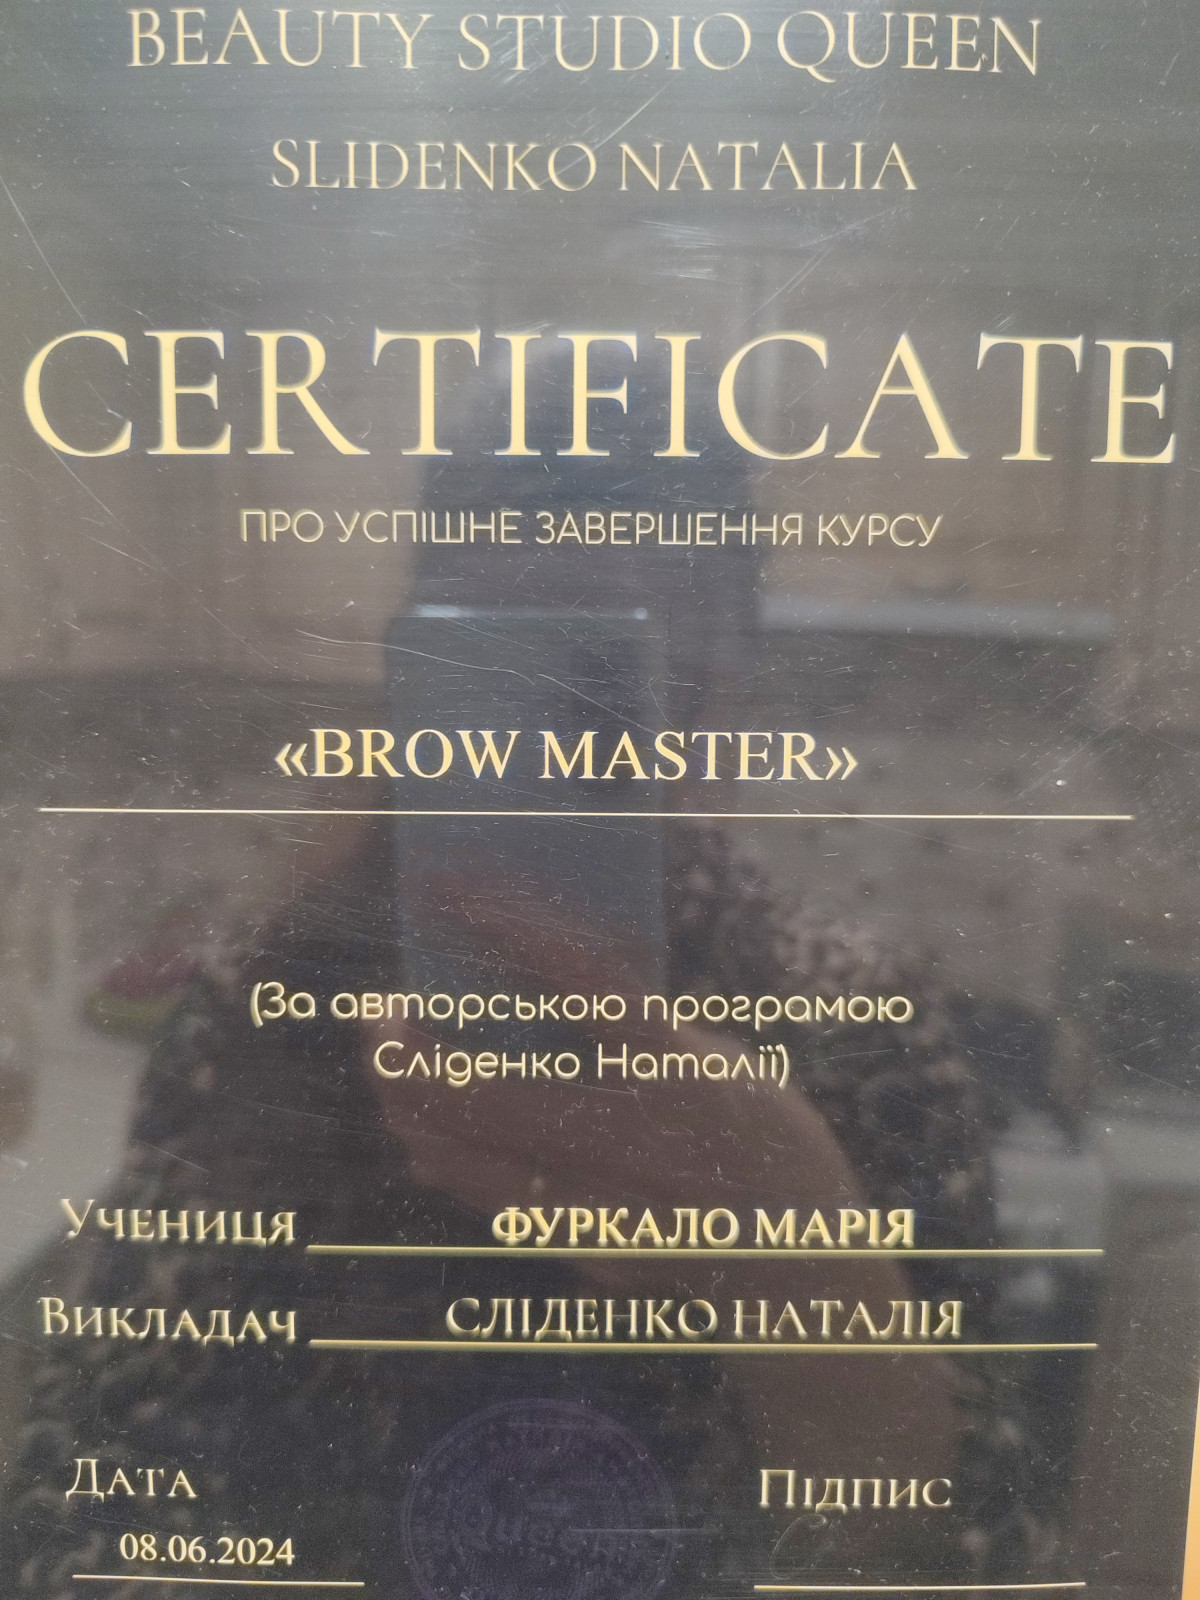 BEAUTY STUDIO QUEEN
SLIDENKO NATALIA
CERTIFICATE
ПРО УСПІШНЕ ЗАВЕРШЕННЯ КУРСУ
«BROW MASTER»
(За авторською програмою
Сліденко Наталії)
Учениця ФУРКАЛО МАРІЯ
Викладач СЛІДЕНКО НАТАЛІЯ
Дата Підпис
08.06.2024